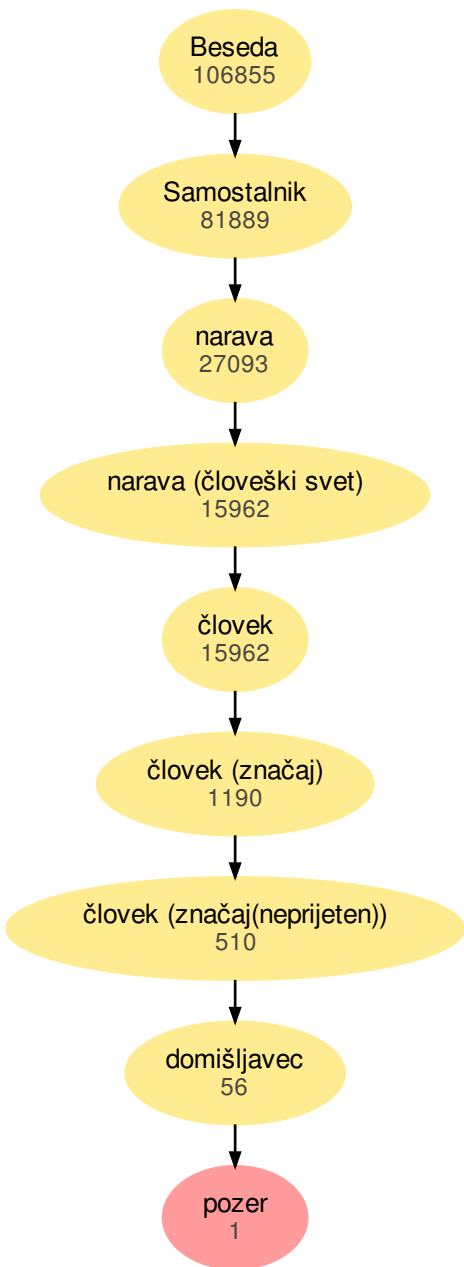 Beseda
106855
Samostalnik
81889
narava
27093
narava (človeški svet)
15962
človek
15962
človek (značaj)
1190
človek (značaj(neprijeten))
510
domišljavec
56
pozer
1